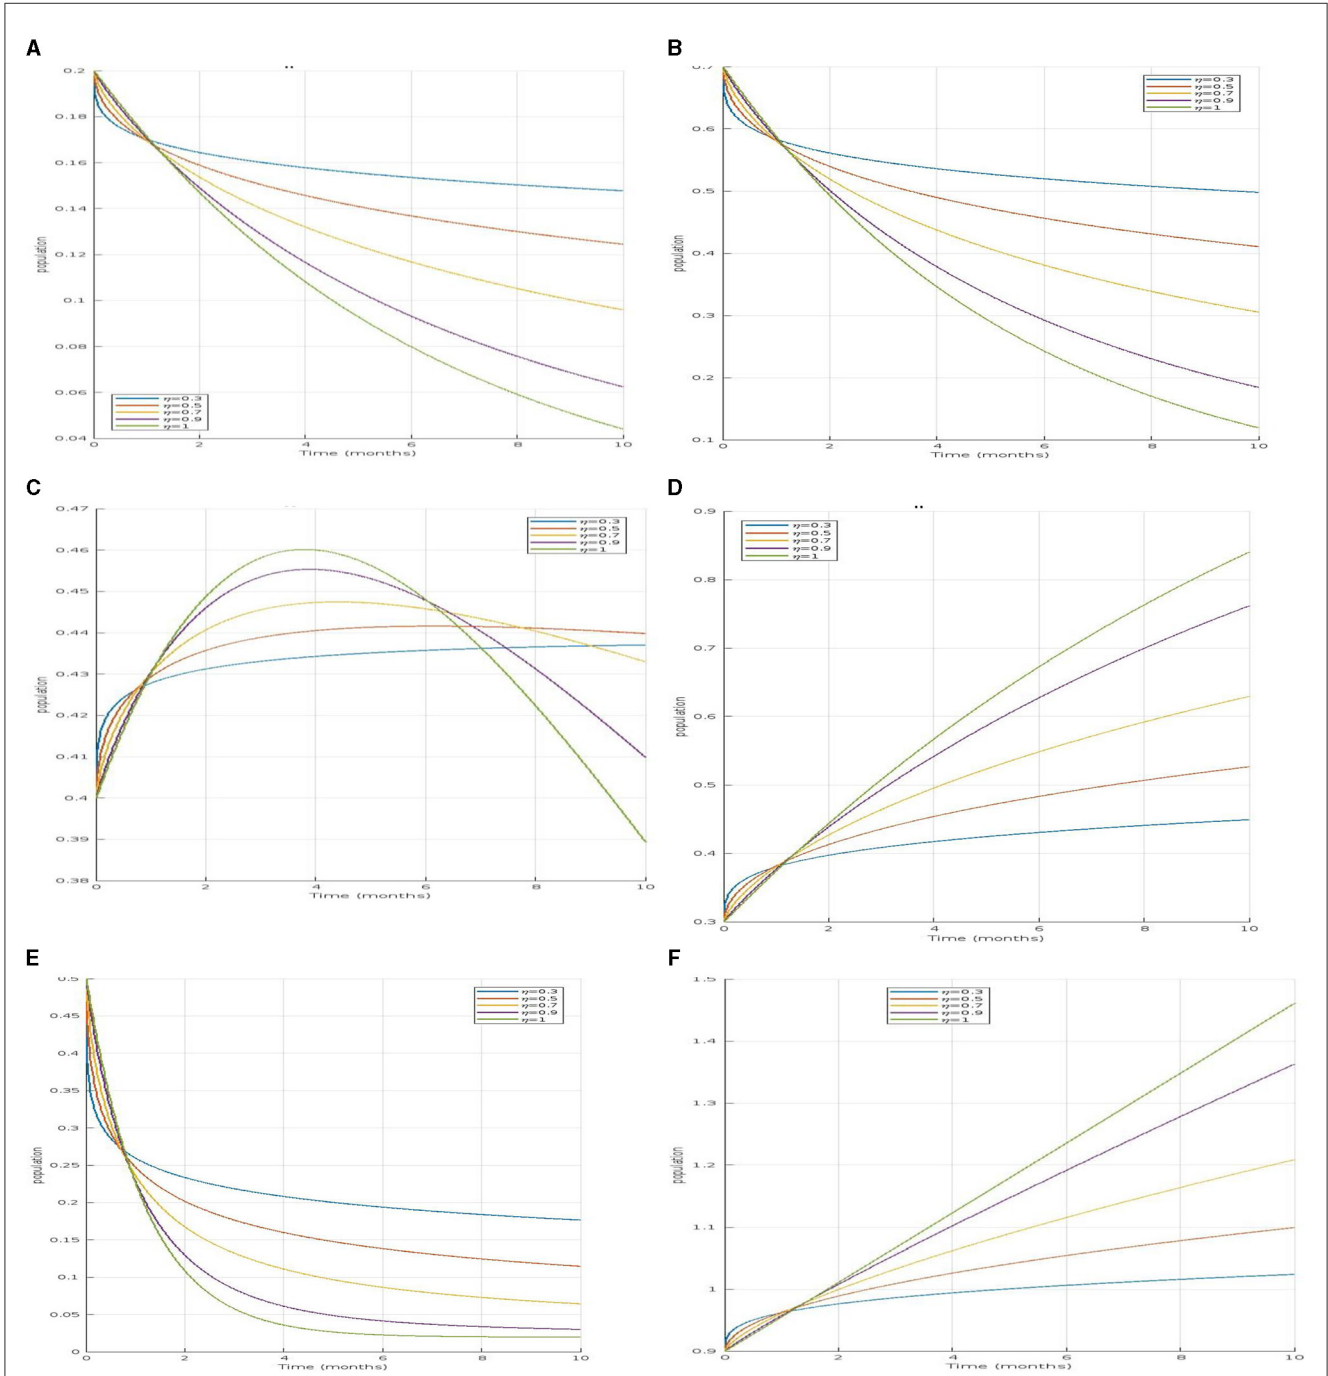 A
0.2
0.18
0.16
0.14
0.12
0.1
0.08
0.06
0.04
population
η=0.3
η=0.5
η=0.7
η=0.9
η=1
0 2 4 6 8 10
Time (months)
B
0.7
0.6
0.5
0.4
0.3
0.2
0.1
population
η=0.3
η=0.5
η=0.7
η=0.9
η=1
0 2 4 6 8 10
Time (months)
C
0.47
0.46
0.45
0.44
0.43
0.42
0.41
0.4
0.39
0.38
population
η=0.3
η=0.5
η=0.7
η=0.9
η=1
0 2 4 6 8 10
Time (months)
D
0.9
0.8
0.7
0.6
0.5
0.4
0.3
population
η=0.3
η=0.5
η=0.7
η=0.9
η=1
0 2 4 6 8 10
Time (months)
E
0.5
0.45
0.4
0.35
0.3
0.25
0.2
0.15
0.1
0.05
0
population
η=0.3
η=0.5
η=0.7
η=0.9
η=1
0 2 4 6 8 10
Time (months)
F
1.5
1.4
1.3
1.2
1.1
1
0.9
population
η=0.3
η=0.5
η=0.7
η=0.9
η=1
0 2 4 6 8 10
Time (months)